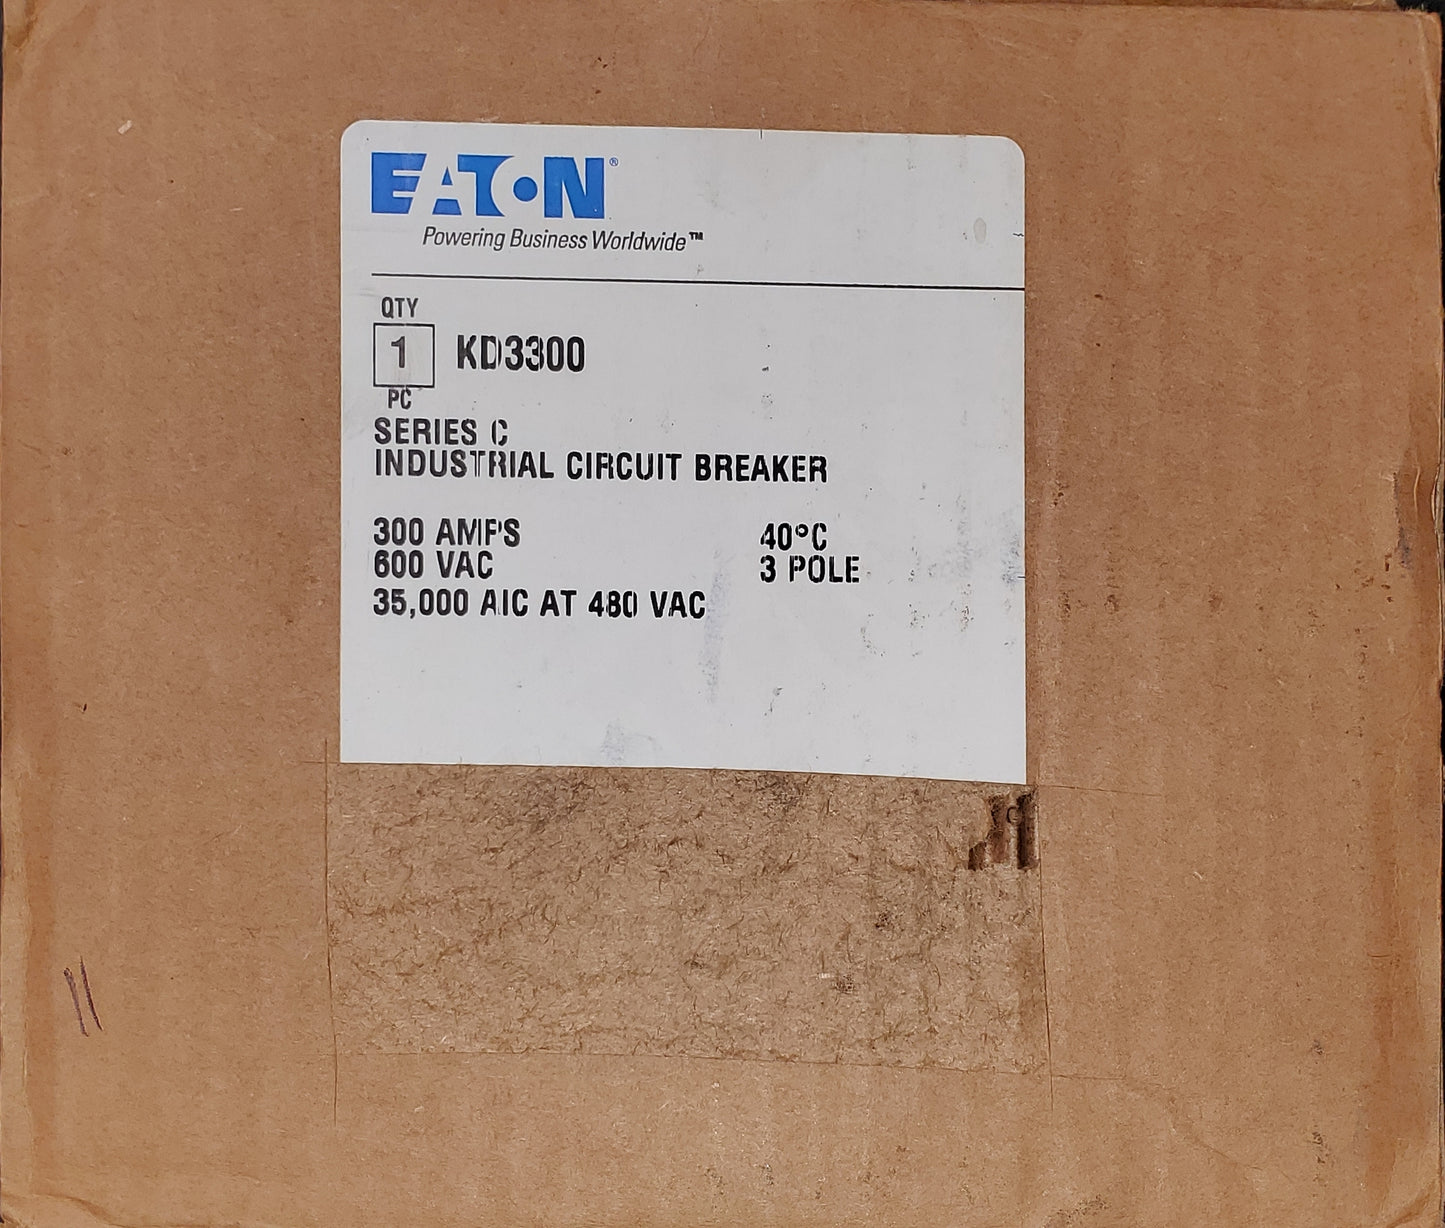 EATON®
Powering Business Worldwide™
QTY
1 KD3300
PC
SERIES C
INDUSTRIAL CIRCUIT BREAKER
300 AMPS 40°C
600 VAC 3 POLE
35,000 AIC AT 480 VAC